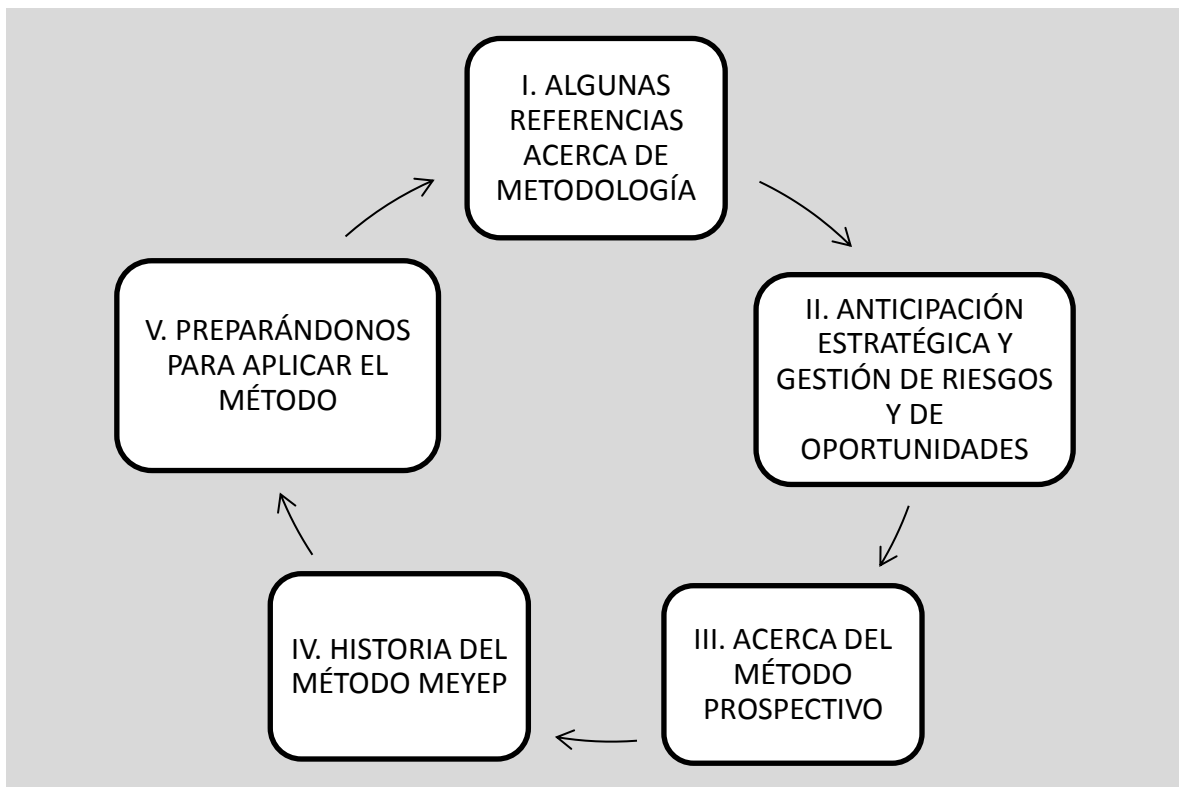 I. ALGUNAS
REFERENCIAS
ACERCA DE
METODOLOGÍA
II. ANTICIPACIÓN
ESTRATÉGICA Y
GESTIÓN DE RIESGOS
Y DE
OPORTUNIDADES
III. ACERCA DEL
MÉTODO
PROSPECTIVO
IV. HISTORIA DEL
MÉTODO MEYEP
V. PREPARÁNDONOS
PARA APLICAR EL
MÉTODO